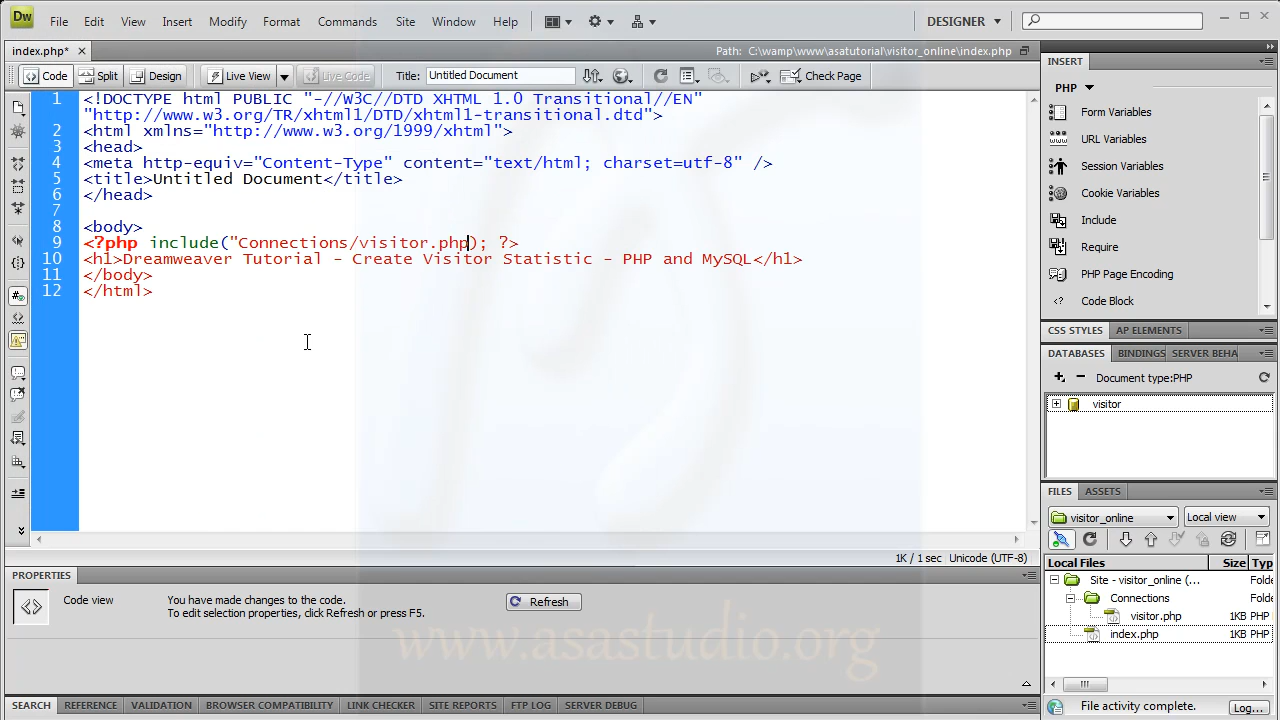 Dw File Edit View Insert Modify Format Commands Site Window Help DESIGNER
index.php* Path: C:\wamp\www\asatutorial\visitor_online\index.php
Code Split Design Live View Live Code Title: Untitled Document Check Page
1 <!DOCTYPE html PUBLIC "-//W3C//DTD XHTML 1.0 Transitional//EN"
"http://www.w3.org/TR/xhtml1/DTD/xhtml1-transitional.dtd">
2 <html xmlns="http://www.w3.org/1999/xhtml">
3 <head>
4 <meta http-equiv="Content-Type" content="text/html; charset=utf-8" />
5 <title>Untitled Document</title>
6 </head>
7
8 <body>
9 <?php include("Connections/visitor.php); ?>
10 <h1>Dreamweaver Tutorial - Create Visitor Statistic - PHP and MySQL</h1>
11 </body>
12 </html>
1K / 1 sec Unicode (UTF-8)
PROPERTIES
Code view
You have made changes to the code.
To edit selection properties, click Refresh or press F5.
Refresh
www.asastudio.org
SEARCH REFERENCE VALIDATION BROWSER COMPATIBILITY LINK CHECKER SITE REPORTS FTP LOG SERVER DEBUG
INSERT
PHP
Form Variables
URL Variables
Session Variables
Cookie Variables
Include
Require
PHP Page Encoding
Code Block
CSS STYLES AP ELEMENTS
DATABASES BINDINGS SERVER BEHA
Document type:PHP
visitor
FILES ASSETS
visitor_online Local view
Local Files Size Typ
Site - visitor_online (... Folde
Connections Folde
visitor.php 1KB PHP
index.php 1KB PHP
File activity complete. Log...